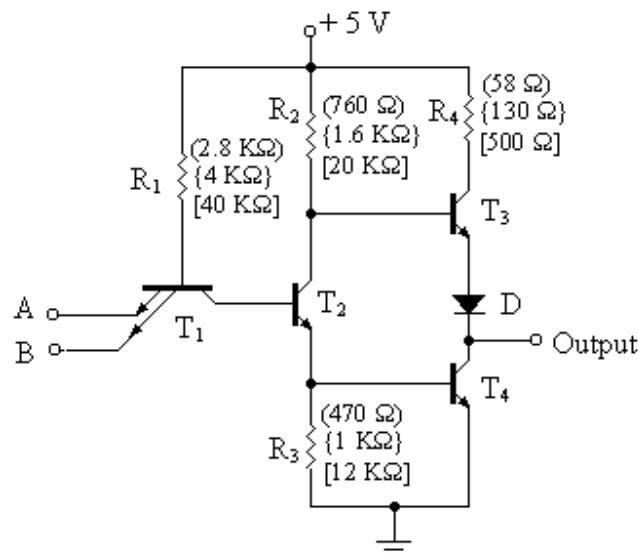 + 5 V
R₁
(2.8 KΩ)
{4 KΩ}
[40 KΩ]
R₂
(760 Ω)
{1.6 KΩ}
[20 KΩ]
R₄
(58 Ω)
{130 Ω}
[500 Ω]
T₃
A
B
T₁
T₂
D
Output
T₄
R₃
(470 Ω)
{1 KΩ}
[12 KΩ]